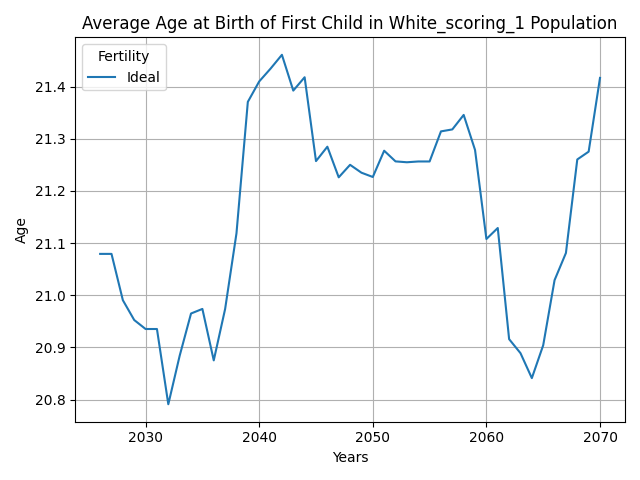 Average Age at Birth of First Child in White_scoring_1 Population
Fertility
Ideal
Age
21.4
21.3
21.2
21.1
21.0
20.9
20.8
2030 2040 2050 2060 2070
Years